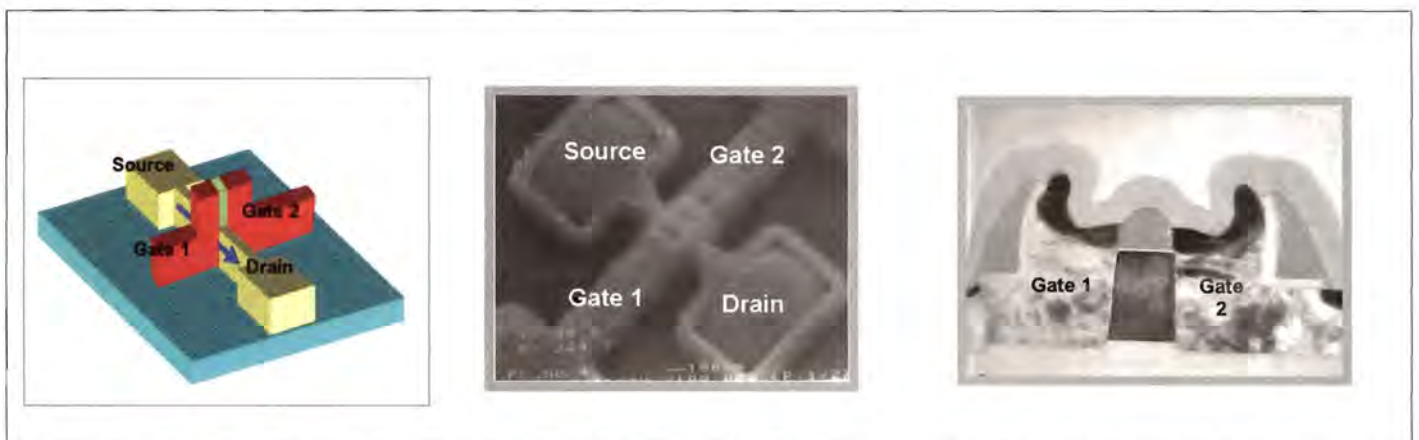 Source
Gate 2
Gate 1
Drain
Source
Gate 2
Gate 1
Drain
Gate 1
Gate
2